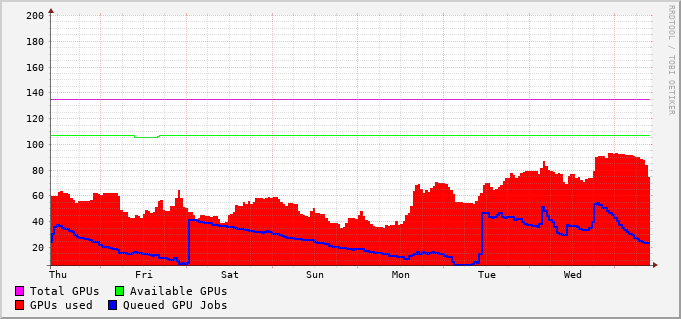 200
180
160
140
120
100
80
60
40
20
Thu Fri Sat Sun Mon Tue Wed
Total GPUs Available GPUs
GPUs used Queued GPU Jobs
RRDTOOL / TOBI OETIKER